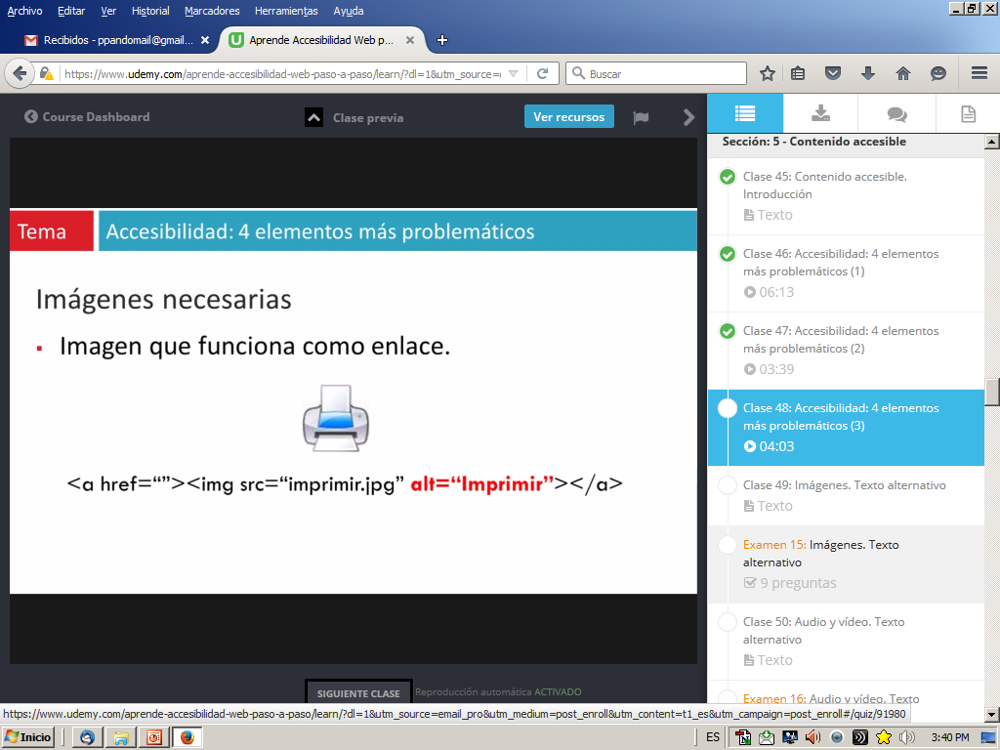 Archivo Editar Ver Historial Marcadores Herramientas Ayuda
Recibidos - ppandomail@gmail... Aprende Accesibilidad Web p...
https://www.udemy.com/aprende-accesibilidad-web-paso-a-paso/learn/?dl=1&utm_source= Buscar
Course Dashboard Clase previa Ver recursos
Tema Accesibilidad: 4 elementos más problemáticos
Imágenes necesarias
▪ Imagen que funciona como enlace.
<a href=“”><img src=“imprimir.jpg” alt=“Imprimir”></a>
SIGUIENTE CLASE Reproducción automática ACTIVADO
Sección: 5 - Contenido accesible
Clase 45: Contenido accesible.
Introducción
Texto
Clase 46: Accesibilidad: 4 elementos
más problemáticos (1)
06:13
Clase 47: Accesibilidad: 4 elementos
más problemáticos (2)
03:39
Clase 48: Accesibilidad: 4 elementos
más problemáticos (3)
04:03
Clase 49: Imágenes. Texto alternativo
Texto
Examen 15: Imágenes. Texto
alternativo
9 preguntas
Clase 50: Audio y vídeo. Texto
alternativo
Texto
Examen 16: Audio y vídeo. Texto
https://www.udemy.com/aprende-accesibilidad-web-paso-a-paso/learn/?dl=1&utm_source=email_pro&utm_medium=post_enroll&utm_content=t1_es&utm_campaign=post_enroll#/quiz/91980
Inicio ES 3:40 PM